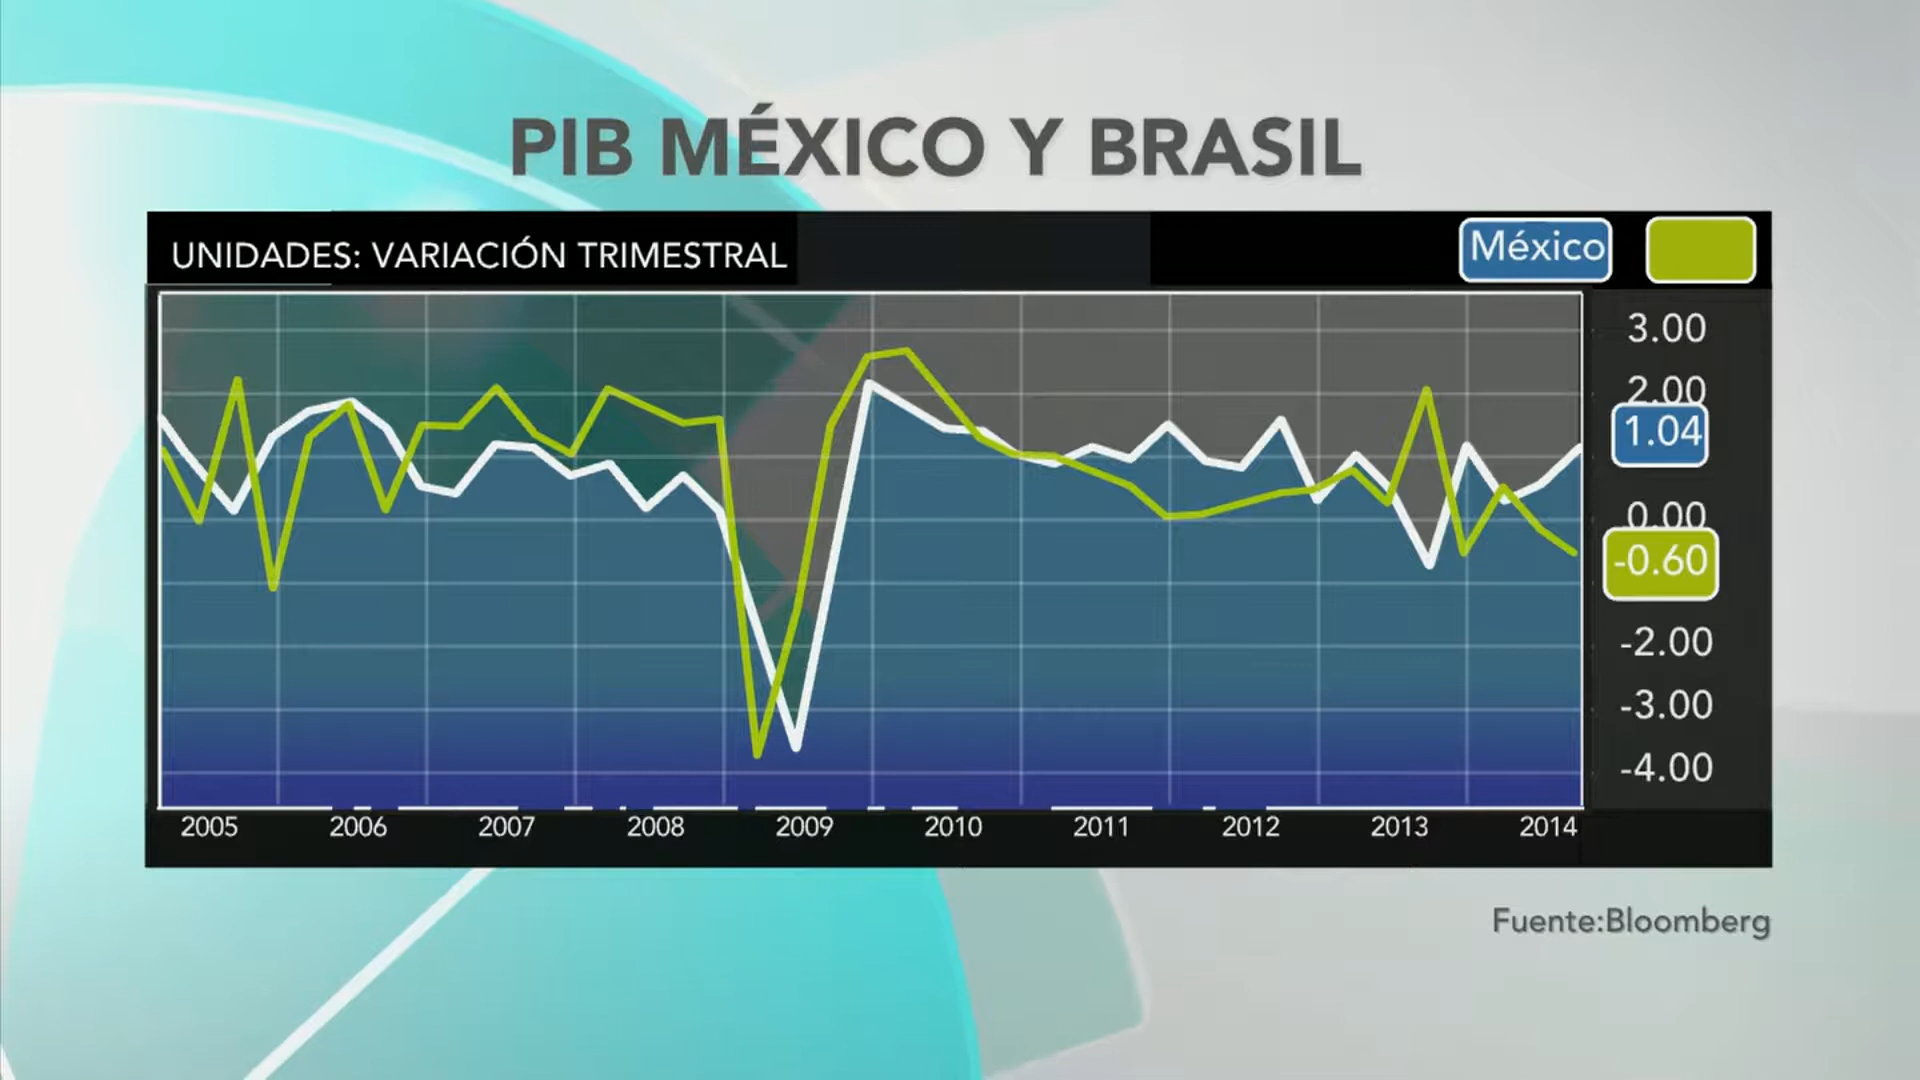 PIB MÉXICO Y BRASIL
UNIDADES: VARIACIÓN TRIMESTRAL
México
3.00
2.00
1.04
0.00
-0.60
-2.00
-3.00
-4.00
2005 2006 2007 2008 2009 2010 2011 2012 2013 2014
Fuente:Bloomberg